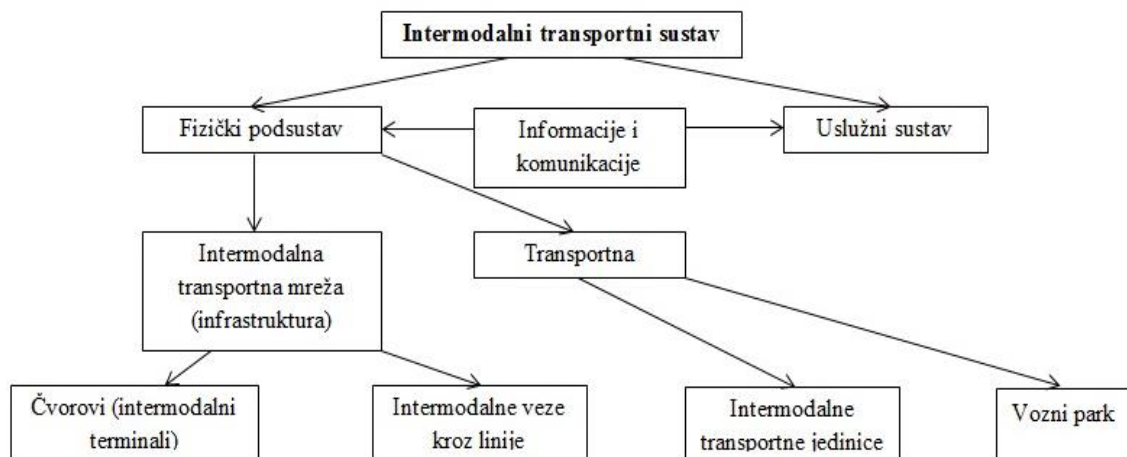 Intermodalni transportni sustav
Fizički podsustav
Informacije i
komunikacije
Uslužni sustav
Intermodalna
transportna mreža
(infrastruktura)
Transportna
Čvorovi (intermodalni
terminali)
Intermodalne veze
kroz linije
Intermodalne
transportne jedinice
Vozni park